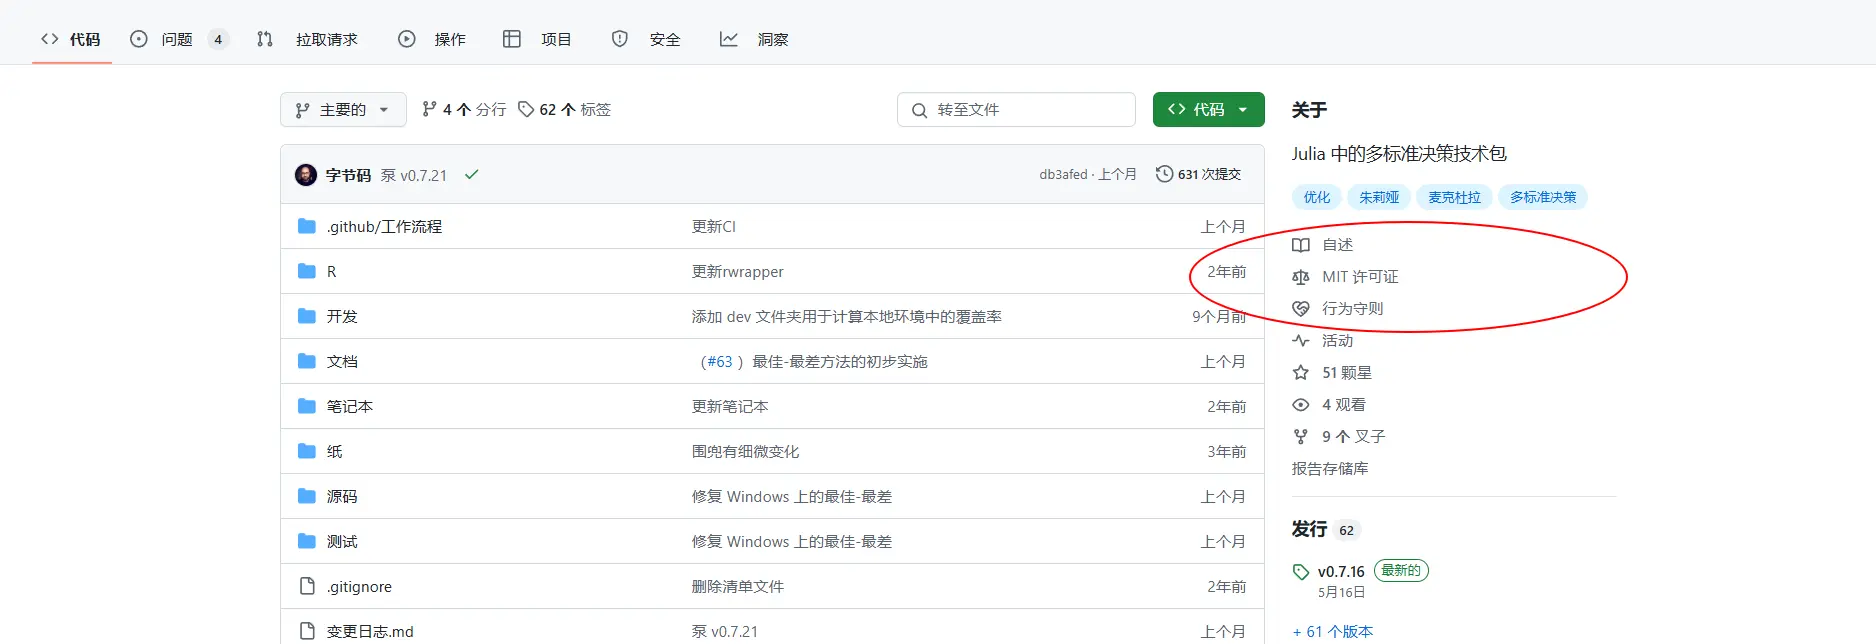 代码 问题 4 拉取请求 操作 项目 安全 洞察
主要的 4 个 分行 62 个 标签 转至文件 代码
字节码 泵 v0.7.21 db3afed · 上个月 631 次提交
.github/工作流程 更新CI 上个月
R 更新rwrapper 2年前
开发 添加 dev 文件夹用于计算本地环境中的覆盖率 9个月前
文档 （#63 ）最佳-最差方法的初步实施 上个月
笔记本 更新笔记本 2年前
纸 围兜有细微变化 3年前
源码 修复 Windows 上的最佳-最差 上个月
测试 修复 Windows 上的最佳-最差 上个月
.gitignore 删除清单文件 2年前
变更日志.md 泵 v0.7.21 上个月
关于
Julia 中的多标准决策技术包
优化 朱莉娅 麦克杜拉 多标准决策
自述
MIT 许可证
行为守则
活动
51 颗星
4 观看
9 个 叉子
报告存储库
发行 62
v0.7.16 最新的
5月16日
+ 61 个版本